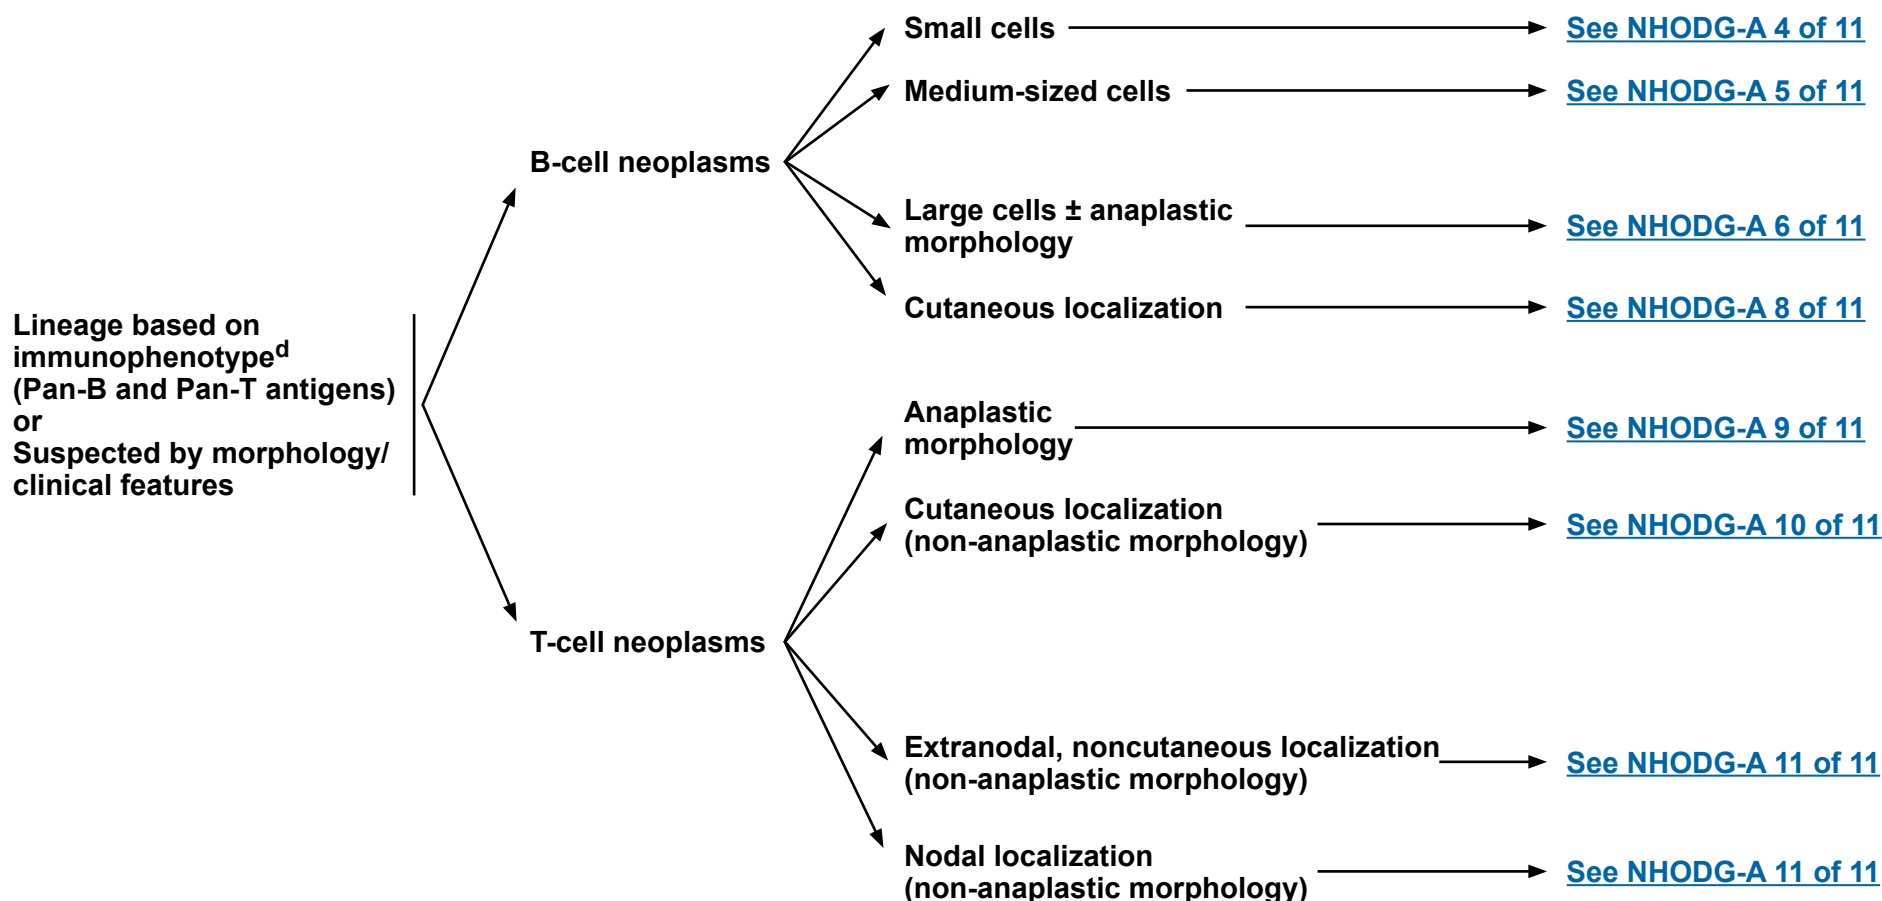 Small cells
See NHODG-A 4 of 11
Medium-sized cells
See NHODG-A 5 of 11
B-cell neoplasms
Large cells ± anaplastic
morphology
See NHODG-A 6 of 11
Cutaneous localization
See NHODG-A 8 of 11
Lineage based on
immunophenotypeᵈ
(Pan-B and Pan-T antigens)
or
Suspected by morphology/
clinical features
Anaplastic
morphology
See NHODG-A 9 of 11
Cutaneous localization
(non-anaplastic morphology)
See NHODG-A 10 of 11
T-cell neoplasms
Extranodal, noncutaneous localization
(non-anaplastic morphology)
See NHODG-A 11 of 11
Nodal localization
(non-anaplastic morphology)
See NHODG-A 11 of 11